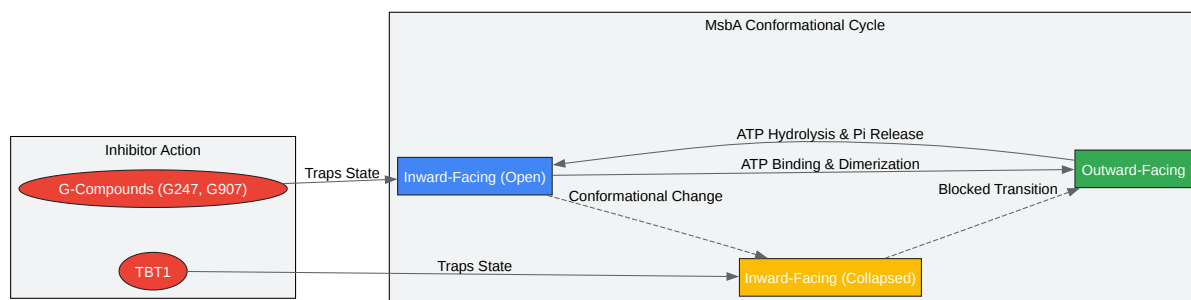 MsbA Conformational Cycle
Inhibitor Action
ATP Hydrolysis & Pi Release
G-Compounds (G247, G907)
Traps State
Inward-Facing (Open)
ATP Binding & Dimerization
Outward-Facing
Conformational Change
Blocked Transition
TBT1
Traps State
Inward-Facing (Collapsed)